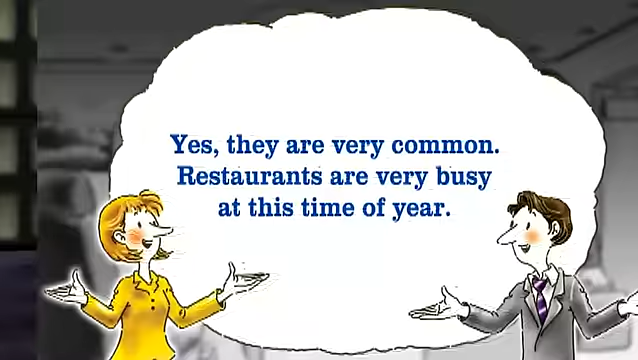 Yes, they are very common.
Restaurants are very busy
at this time of year.